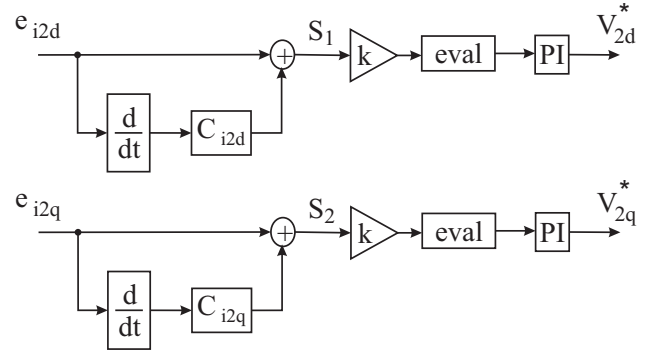 e i2d S1 k eval PI V*2d
d
dt C i2d
e i2q S2 k eval PI V*2q
d
dt C i2q
+
+